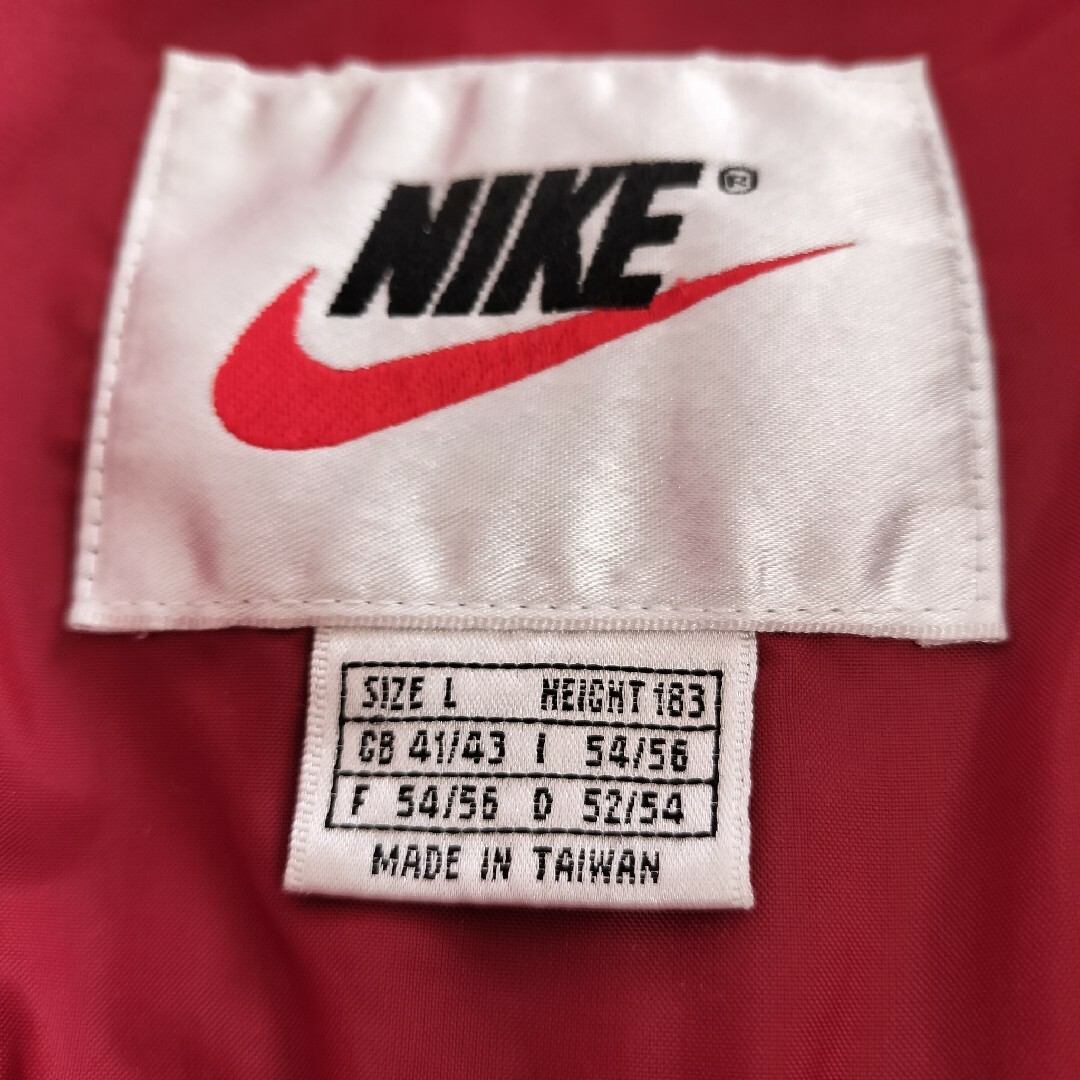 NIKE ®
SIZE L HEIGHT 183
GB 41/43 I 54/56
F 54/56 D 52/54
MADE IN TAIWAN